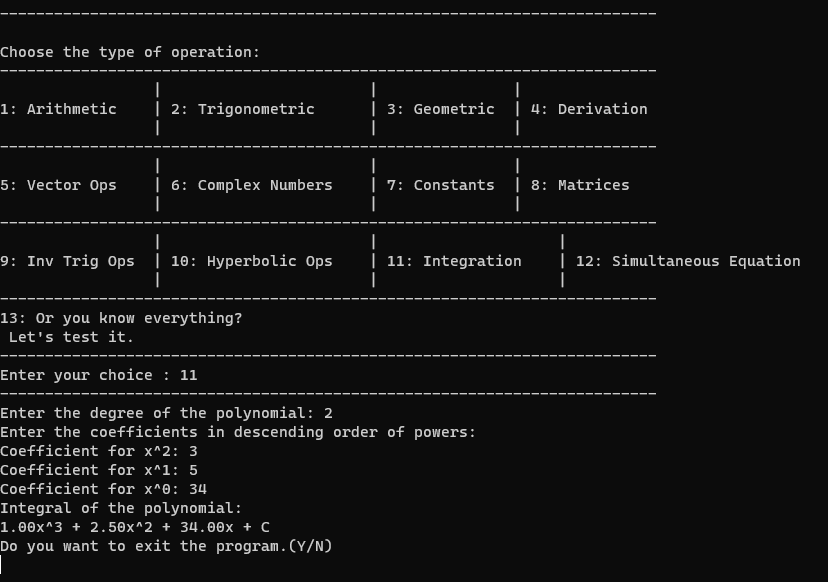 ------------------------------------------------------------------------
Choose the type of operation:
------------------------------------------------------------------------
| | |
1: Arithmetic | 2: Trigonometric | 3: Geometric | 4: Derivation
| | |
------------------------------------------------------------------------
| | |
5: Vector Ops | 6: Complex Numbers | 7: Constants | 8: Matrices
| | |
------------------------------------------------------------------------
| | |
9: Inv Trig Ops | 10: Hyperbolic Ops | 11: Integration | 12: Simultaneous Equation
| | |
------------------------------------------------------------------------
13: Or you know everything?
Let's test it.
------------------------------------------------------------------------
Enter your choice : 11
------------------------------------------------------------------------
Enter the degree of the polynomial: 2
Enter the coefficients in descending order of powers:
Coefficient for x^2: 3
Coefficient for x^1: 5
Coefficient for x^0: 34
Integral of the polynomial:
1.00x^3 + 2.50x^2 + 34.00x + C
Do you want to exit the program.(Y/N)